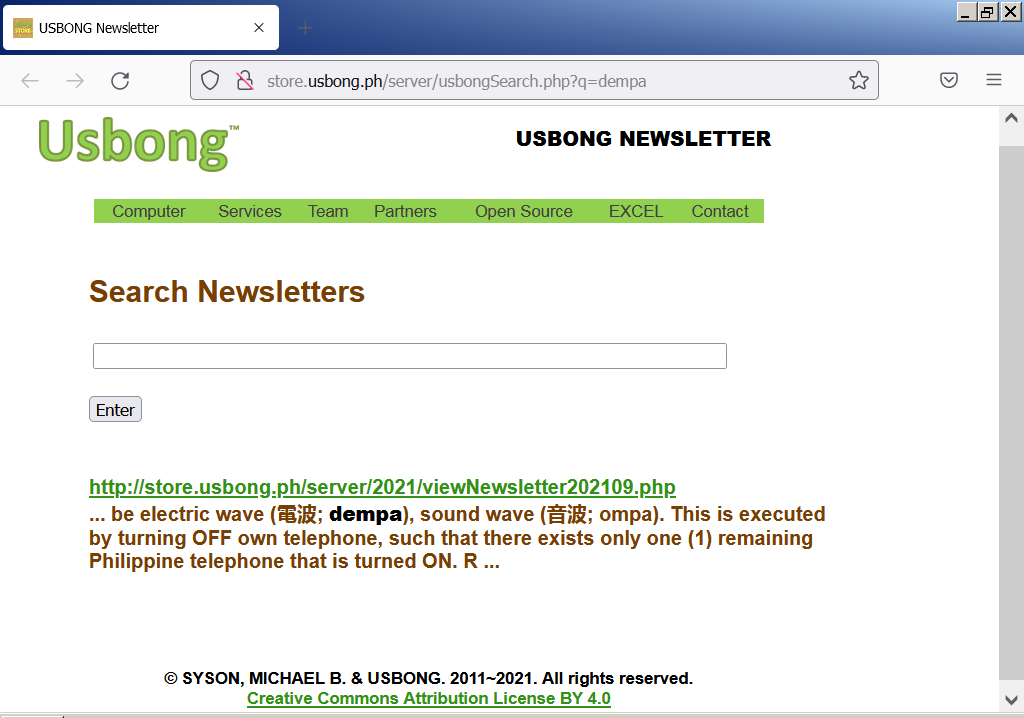 USBONG Newsletter
store.usbong.ph/server/usbongSearch.php?q=dempa
Usbong™
USBONG NEWSLETTER
Computer Services Team Partners Open Source EXCEL Contact
Search Newsletters
Enter
http://store.usbong.ph/server/2021/viewNewsletter202109.php
... be electric wave (電波; dempa), sound wave (音波; ompa). This is executed
by turning OFF own telephone, such that there exists only one (1) remaining
Philippine telephone that is turned ON. R ...
© SYSON, MICHAEL B. & USBONG. 2011~2021. All rights reserved.
Creative Commons Attribution License BY 4.0